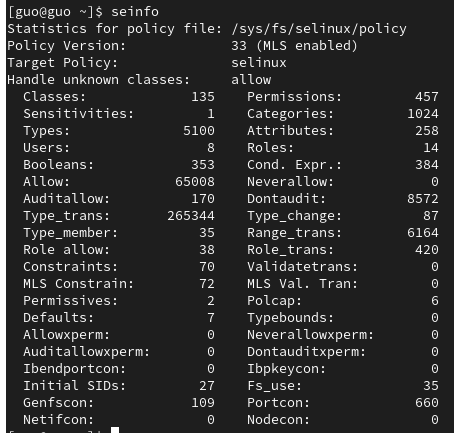 [guo@guo ~]$ seinfo
Statistics for policy file: /sys/fs/selinux/policy
Policy Version: 33 (MLS enabled)
Target Policy: selinux
Handle unknown classes: allow
Classes: 135 Permissions: 457
Sensitivities: 1 Categories: 1024
Types: 5100 Attributes: 258
Users: 8 Roles: 14
Booleans: 353 Cond. Expr.: 384
Allow: 65008 Neverallow: 0
Auditallow: 170 Dontaudit: 8572
Type_trans: 265344 Type_change: 87
Type_member: 35 Range_trans: 6164
Role allow: 38 Role_trans: 420
Constraints: 70 Validatetrans: 0
MLS Constrain: 72 MLS Val. Tran: 0
Permissives: 2 Polcap: 6
Defaults: 7 Typebounds: 0
Allowxperm: 0 Neverallowxperm: 0
Auditallowxperm: 0 Dontauditxperm: 0
Ibendportcon: 0 Ibpkeycon: 0
Initial SIDs: 27 Fs_use: 35
Genfscon: 109 Portcon: 660
Netifcon: 0 Nodecon: 0